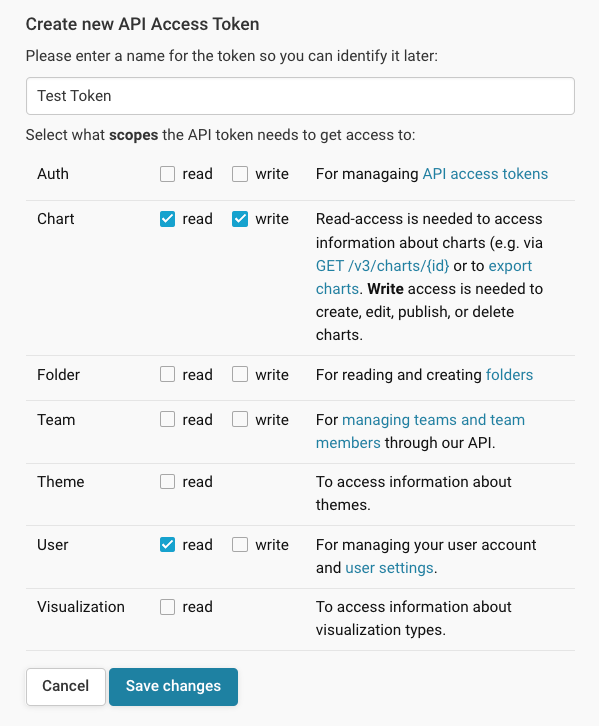 Create new API Access Token
Please enter a name for the token so you can identify it later:
Test Token
Select what scopes the API token needs to get access to:
Auth read write For managaing API access tokens
Chart read write Read-access is needed to access
information about charts (e.g. via
GET /v3/charts/{id} or to export
charts. Write access is needed to
create, edit, publish, or delete
charts.
Folder read write For reading and creating folders
Team read write For managing teams and team
members through our API.
Theme read To access information about
themes.
User read write For managing your user account
and user settings.
Visualization read To access information about
visualization types.
Cancel Save changes